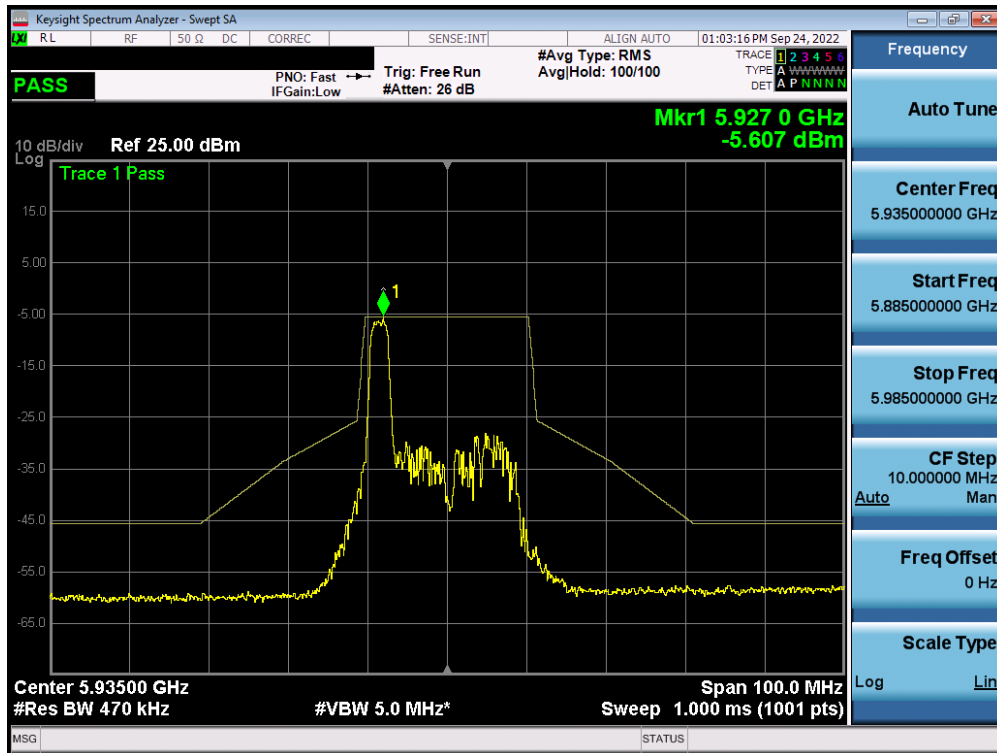 Keysight Spectrum Analyzer - Swept SA
LXI RL RF 50 Ω DC CORREC SENSE:INT ALIGN AUTO 01:03:16 PM Sep 24, 2022
PASS
PNO: Fast
IFGain:Low
Trig: Free Run
#Atten: 26 dB
#Avg Type: RMS
Avg|Hold: 100/100
TRACE 1 2 3 4 5 6
TYPE A WWWWW
DET A P N N N N
Mkr1 5.927 0 GHz
-5.607 dBm
10 dB/div Ref 25.00 dBm
Log
Trace 1 Pass
1
15.0
5.00
-5.00
-15.0
-25.0
-35.0
-45.0
-55.0
-65.0
Center 5.93500 GHz Span 100.0 MHz
#Res BW 470 kHz #VBW 5.0 MHz* Sweep 1.000 ms (1001 pts)
MSG STATUS
Frequency
Auto Tune
Center Freq
5.935000000 GHz
Start Freq
5.885000000 GHz
Stop Freq
5.985000000 GHz
CF Step
10.000000 MHz
Auto Man
Freq Offset
0 Hz
Scale Type
Log Lin